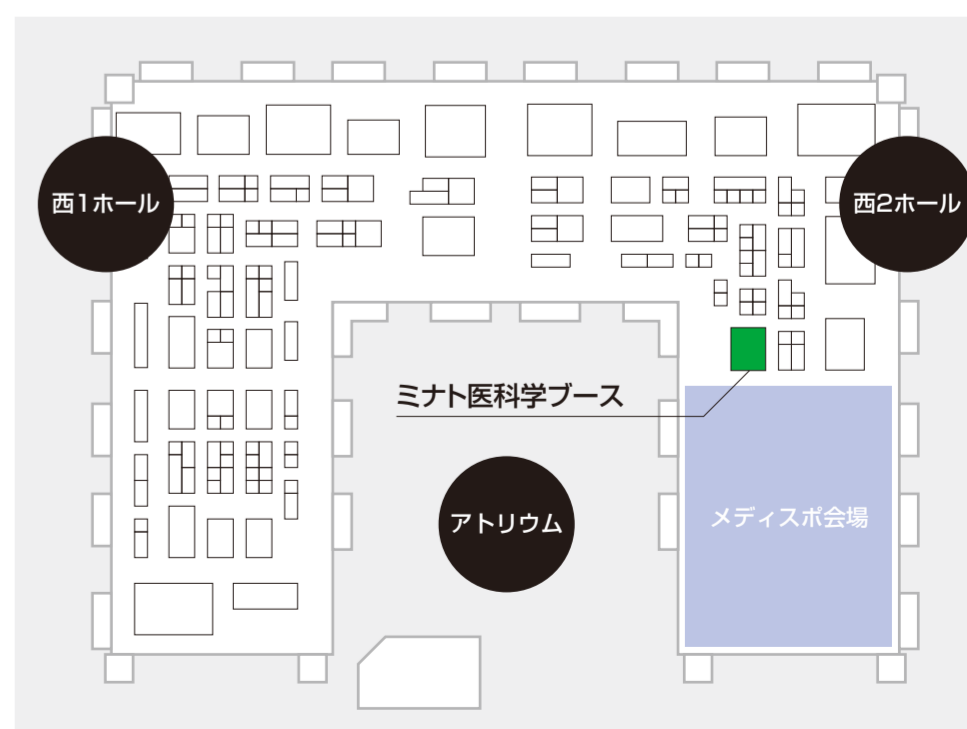 西1ホール
西2ホール
ミナト医科学ブース
アトリウム
メディスポ会場